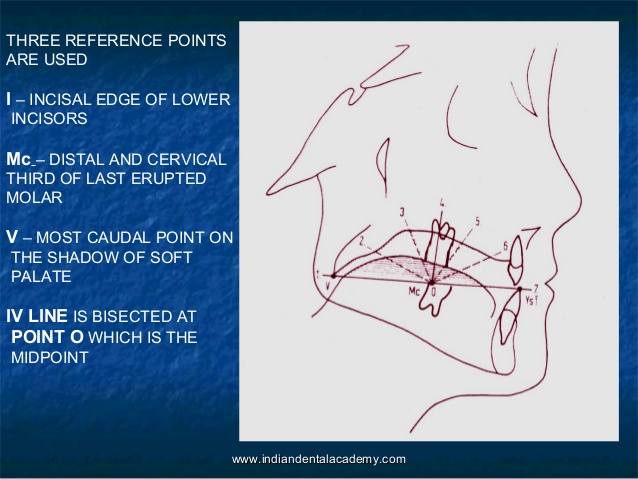 THREE REFERENCE POINTS
ARE USED
I – INCISAL EDGE OF LOWER
INCISORS
Mc – DISTAL AND CERVICAL
THIRD OF LAST ERUPTED
MOLAR
V – MOST CAUDAL POINT ON
THE SHADOW OF SOFT
PALATE
IV LINE IS BISECTED AT
POINT O WHICH IS THE
MIDPOINT
4
3
5
2
6
1
7
V
Mc
O
www.indiandentalacademy.com